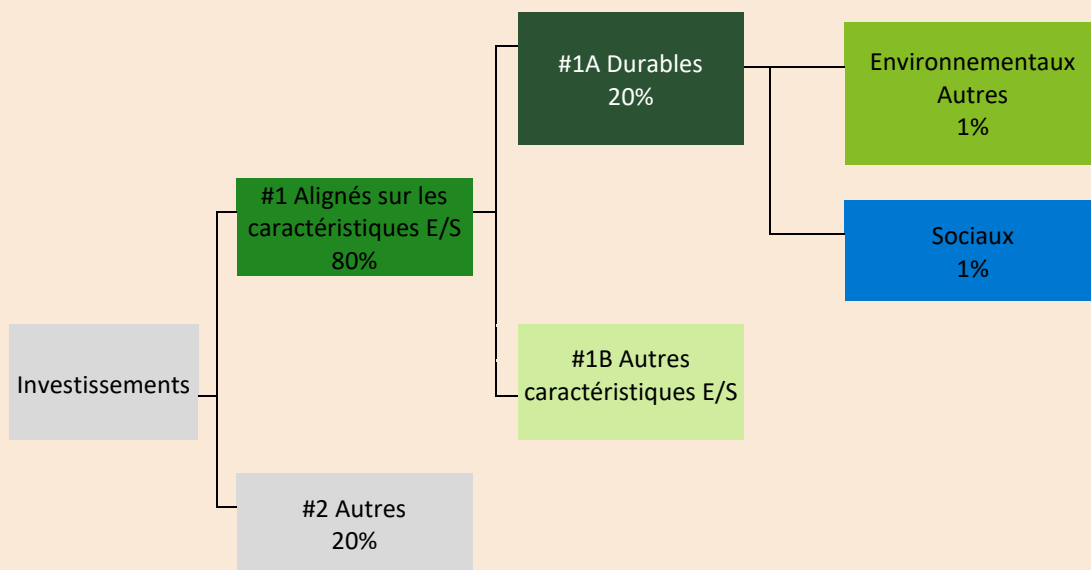 #1A Durables
20%
Environnementaux
Autres
1%
#1 Alignés sur les
caractéristiques E/S
80%
Sociaux
1%
Investissements
#1B Autres
caractéristiques E/S
#2 Autres
20%